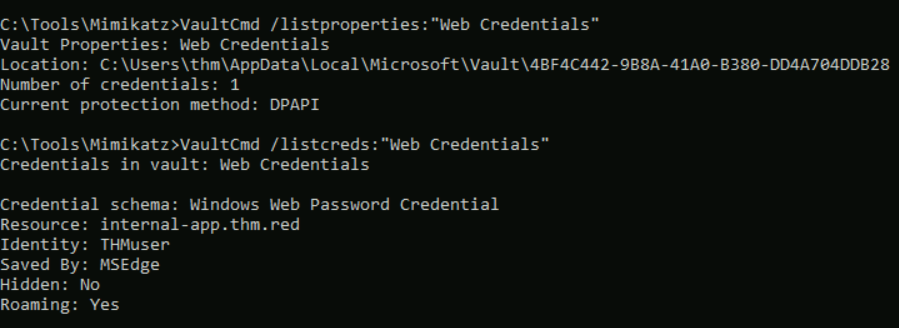 C:\Tools\Mimikatz>VaultCmd /listproperties:"Web Credentials"
Vault Properties: Web Credentials
Location: C:\Users\thm\AppData\Local\Microsoft\Vault\4BF4C442-9B8A-41A0-B380-DD4A704DDB28
Number of credentials: 1
Current protection method: DPAPI
C:\Tools\Mimikatz>VaultCmd /listcreds:"Web Credentials"
Credentials in vault: Web Credentials
Credential schema: Windows Web Password Credential
Resource: internal-app.thm.red
Identity: THMuser
Saved By: MSEdge
Hidden: No
Roaming: Yes